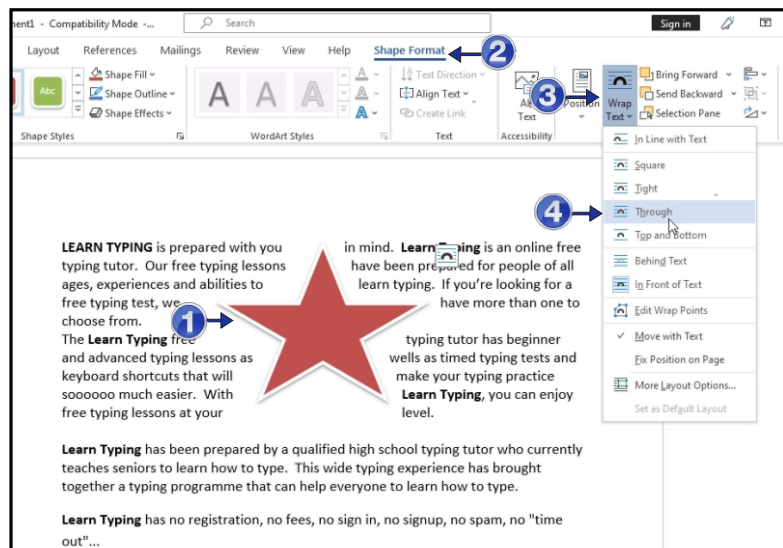 ment1 - Compatibility Mode -...
Search
Sign in
Layout References Mailings Review View Help Shape Format 2
Abc
Shape Fill
Shape Outline
Shape Effects
Shape Styles
A A A
A
A
A
WordArt Styles
Text Direction
Align Text
Create Link
Text
Alt
Text
Accessibility
Position
3
Wrap
Text
Bring Forward
Send Backward
Selection Pane
In Line with Text
Square
Tight
4
Through
Top and Bottom
Behind Text
In Front of Text
Edit Wrap Points
Move with Text
Fix Position on Page
More Layout Options...
Set as Default Layout
1
LEARN TYPING is prepared with you in mind. Learn Typing is an online free
typing tutor. Our free typing lessons have been prepared for people of all
ages, experiences and abilities to learn typing. If you're looking for a
free typing test, we have more than one to
choose from.
The Learn Typing free typing tutor has beginner
and advanced typing lessons as wells as timed typing tests and
keyboard shortcuts that will make your typing practice
soooooo much easier. With Learn Typing, you can enjoy
free typing lessons at your level.
Learn Typing has been prepared by a qualified high school typing tutor who currently
teaches seniors to learn how to type. This wide typing experience has brought
together a typing programme that can help everyone to learn how to type.
Learn Typing has no registration, no fees, no sign in, no signup, no spam, no "time
out"...